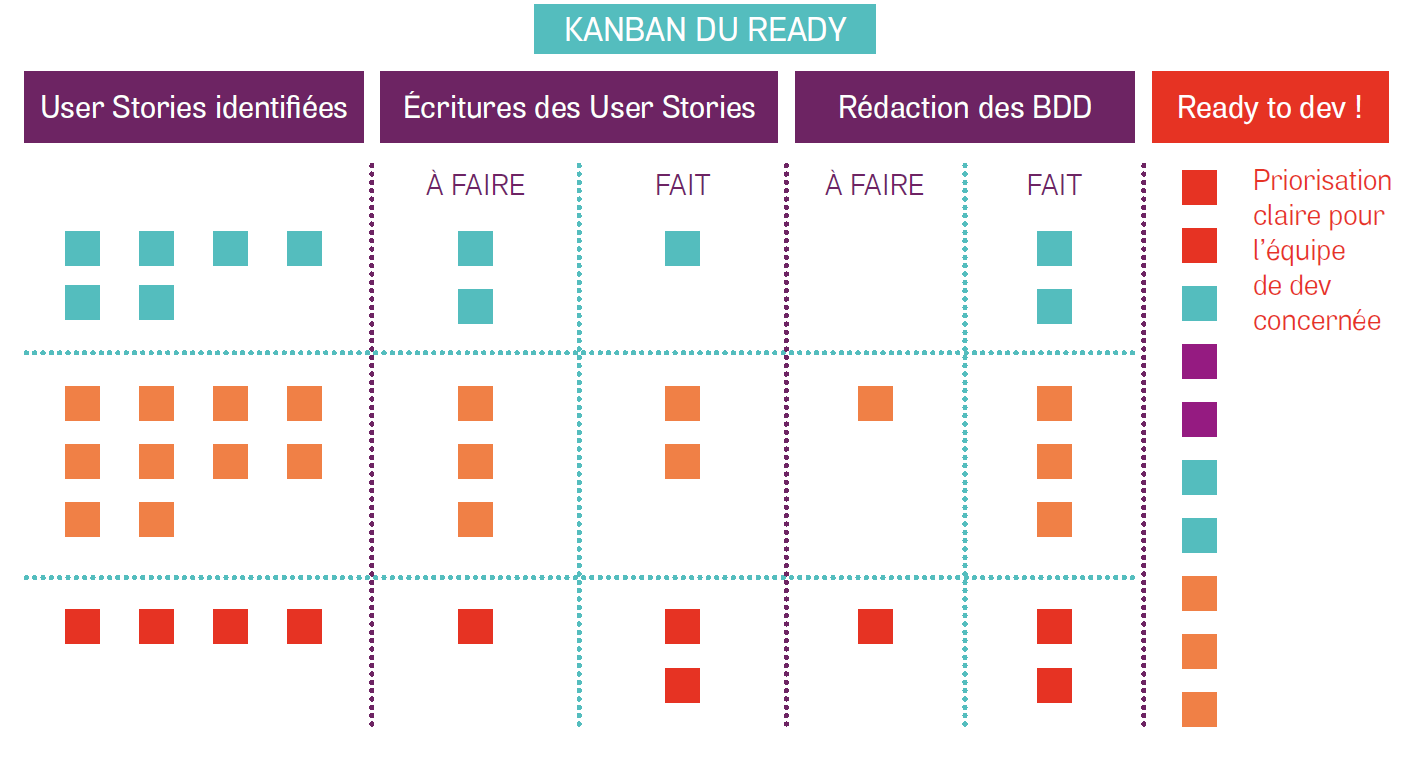 KANBAN DU READY
User Stories identifiées
Écritures des User Stories
Rédaction des BDD
Ready to dev !
À FAIRE
FAIT
À FAIRE
FAIT
Priorisation
claire pour
l’équipe
de dev
concernée